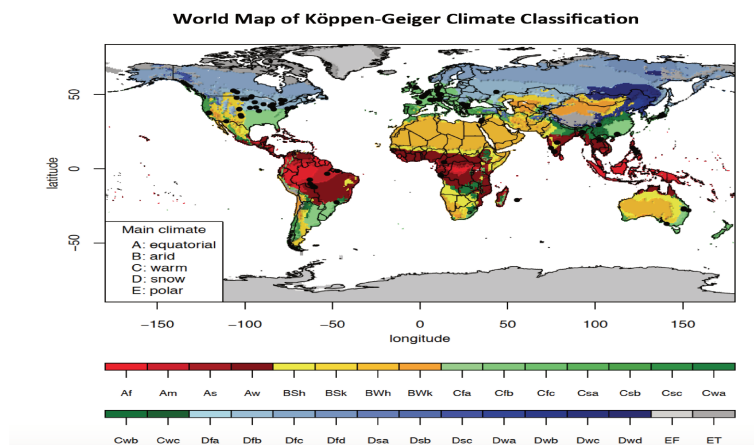 World Map of Köppen-Geiger Climate Classification
latitude
50
0
−50
Main climate
A: equatorial
B: arid
C: warm
D: snow
E: polar
−150 −100 −50 0 50 100 150
longitude
Af Am As Aw BSh BSk BWh BWk Cfa Cfb Cfc Csa Csb Csc Cwa
Cwb Cwc Dfa Dfb Dfc Dfd Dsa Dsb Dsc Dwa Dwb Dwc Dwd EF ET